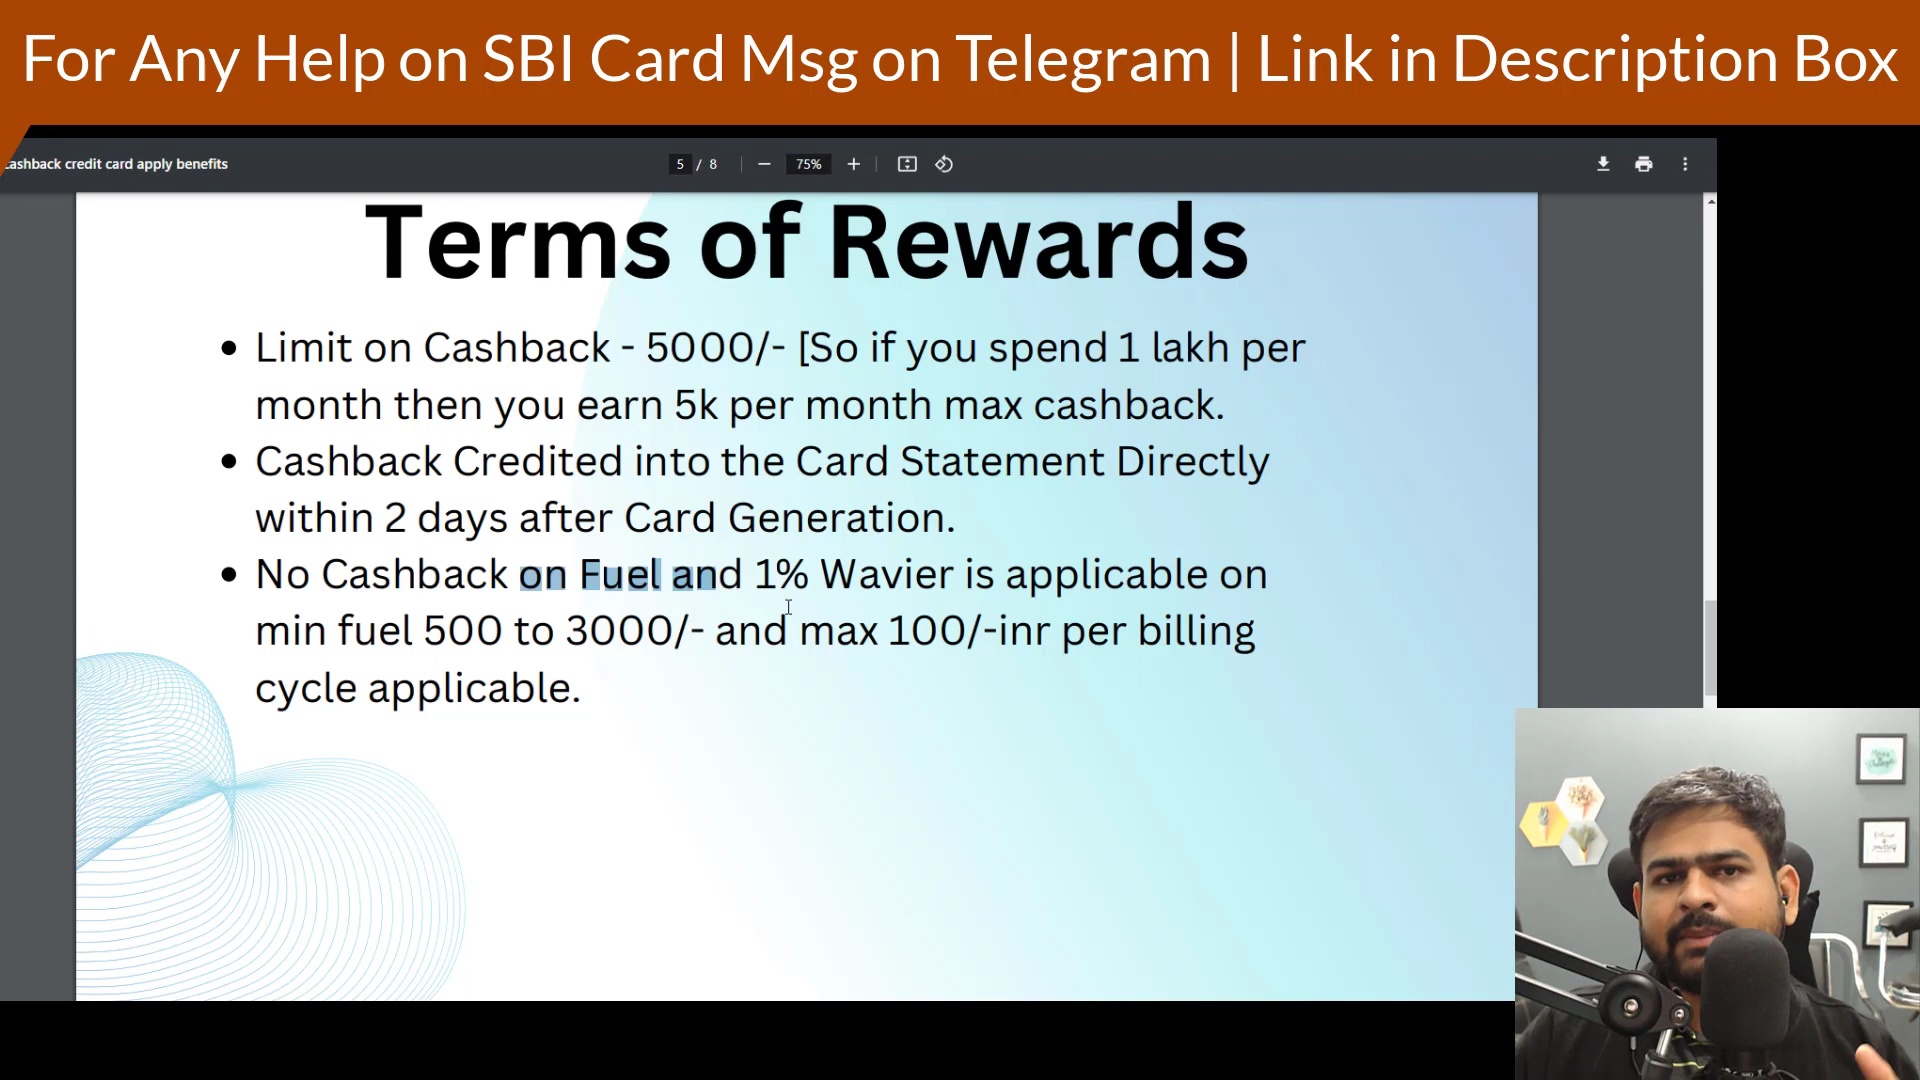 For Any Help on SBI Card Msg on Telegram | Link in Description Box
cashback credit card apply benefits
5 / 8
75%
Terms of Rewards
• Limit on Cashback - 5000/- [So if you spend 1 lakh per
month then you earn 5k per month max cashback.
• Cashback Credited into the Card Statement Directly
within 2 days after Card Generation.
• No Cashback on Fuel and 1% Wavier is applicable on
min fuel 500 to 3000/- and max 100/-inr per billing
cycle applicable.